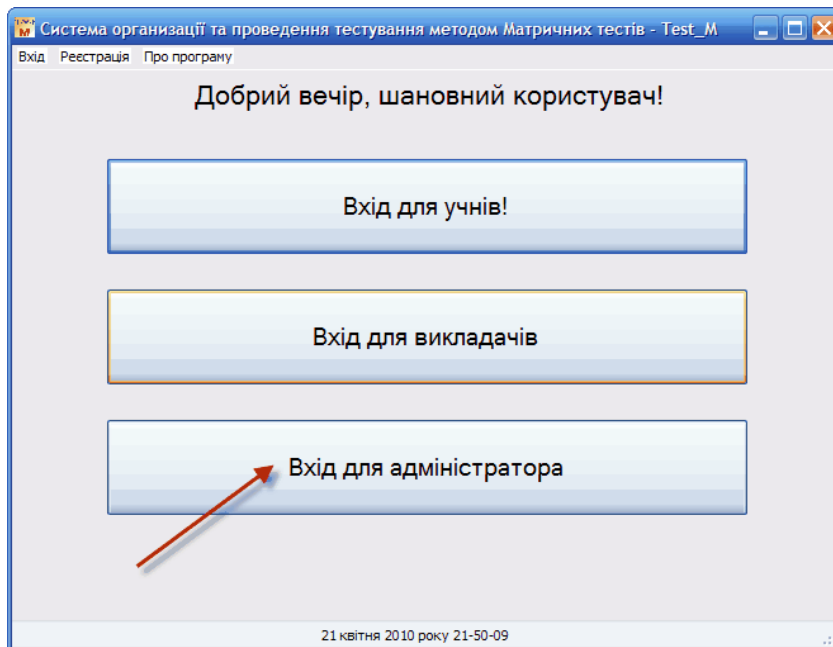 Система организації та проведення тестування методом Матричних тестів - Test_M
Вхід Реєстрація Про програму
Добрий вечір, шановний користувач!
Вхід для учнів!
Вхід для викладачів
Вхід для адміністратора
21 квітня 2010 року 21-50-09